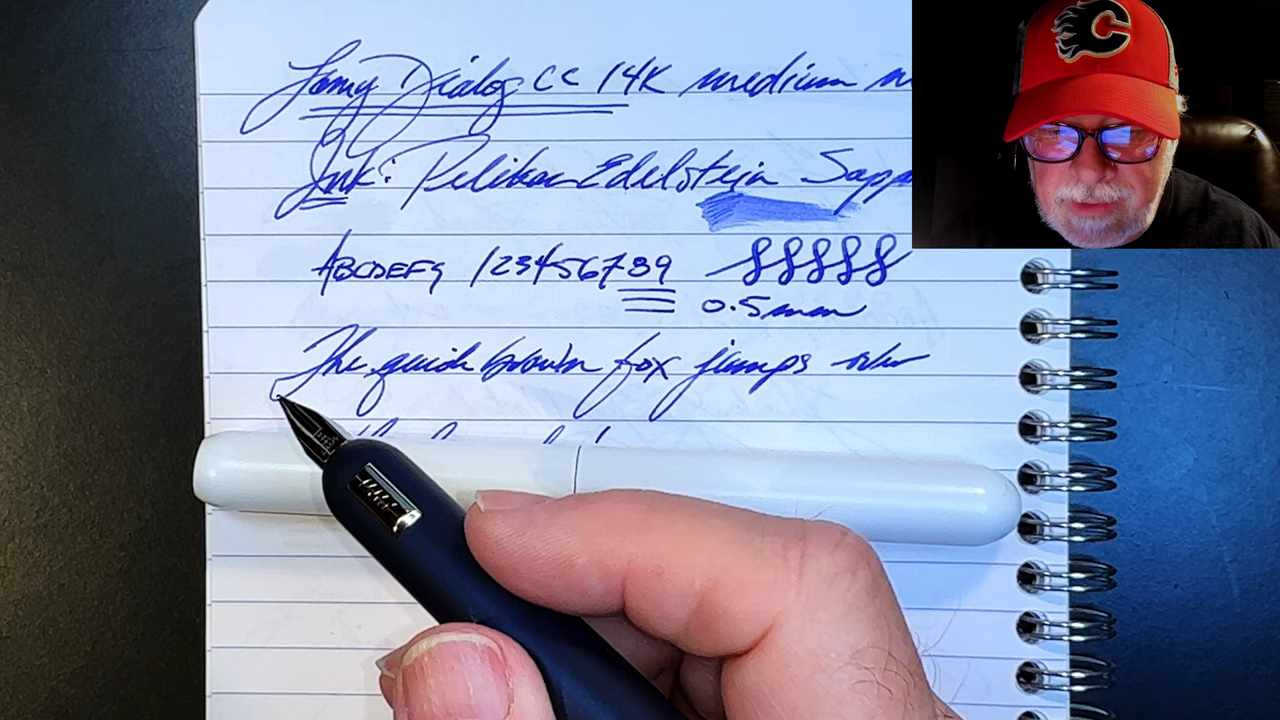 Lamy Dialog CC 14K medium
Ink: Pelikan Edelstein Sapp
ABCDEFG 123456789
0.5mm
The quick brown fox jumps over
C